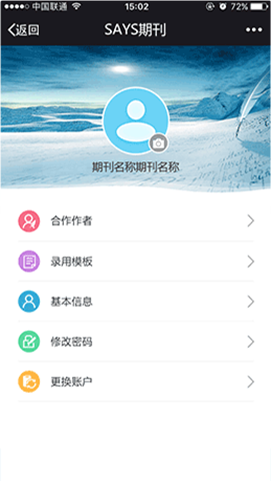 中国联通 15:02 72%
返回 SAYS期刊
期刊名称期刊名称
合作作者
录用模板
基本信息
修改密码
更换账户